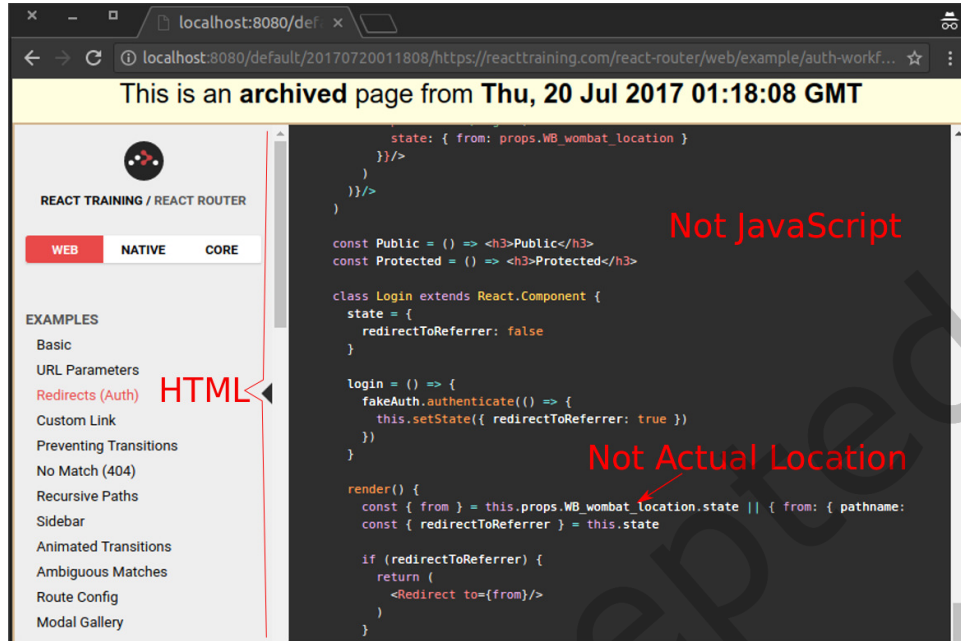 localhost:8080/def
localhost:8080/default/20170720011808/https://reacttraining.com/react-router/web/example/auth-workf...
This is an archived page from Thu, 20 Jul 2017 01:18:08 GMT
REACT TRAINING / REACT ROUTER
WEB NATIVE CORE
EXAMPLES
Basic
URL Parameters
Redirects (Auth)
Custom Link
Preventing Transitions
No Match (404)
Recursive Paths
Sidebar
Animated Transitions
Ambiguous Matches
Route Config
Modal Gallery
HTML
state: { from: props.WB_wombat_location }
}}/>
)
)}/>
)
Not JavaScript
const Public = () => <h3>Public</h3>
const Protected = () => <h3>Protected</h3>
class Login extends React.Component {
state = {
redirectToReferrer: false
}
login = () => {
fakeAuth.authenticate(() => {
this.setState({ redirectToReferrer: true })
})
}
Not Actual Location
render() {
const { from } = this.props.WB_wombat_location.state || { from: { pathname:
const { redirectToReferrer } = this.state
if (redirectToReferrer) {
return (
<Redirect to={from}/>
)
}
epted